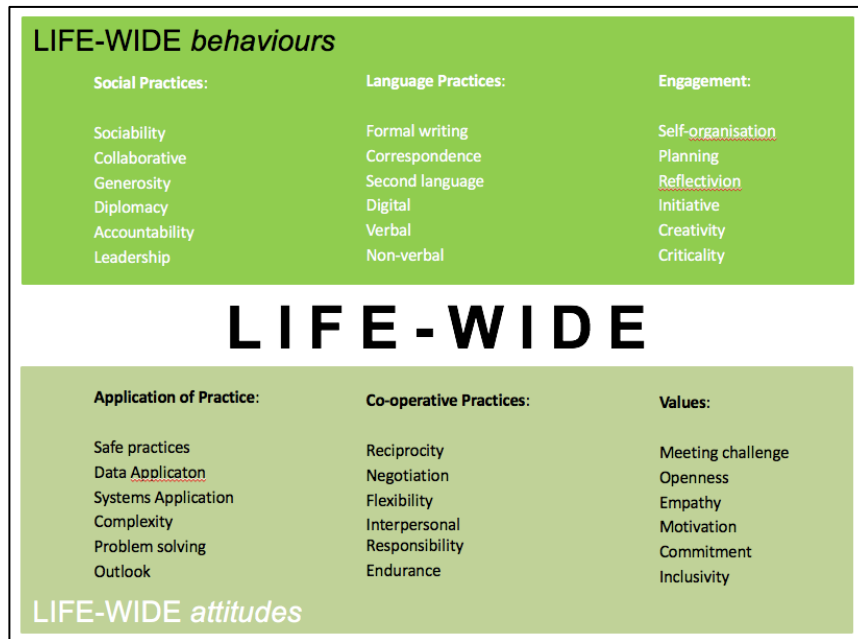 LIFE-WIDE behaviours
Social Practices:
Sociability
Collaborative
Generosity
Diplomacy
Accountability
Leadership
Language Practices:
Formal writing
Correspondence
Second language
Digital
Verbal
Non-verbal
Engagement:
Self-organisation
Planning
Reflectivion
Initiative
Creativity
Criticality
LIFE-WIDE
Application of Practice:
Safe practices
Data Applicaton
Systems Application
Complexity
Problem solving
Outlook
Co-operative Practices:
Reciprocity
Negotiation
Flexibility
Interpersonal
Responsibility
Endurance
Values:
Meeting challenge
Openness
Empathy
Motivation
Commitment
Inclusivity
LIFE-WIDE attitudes